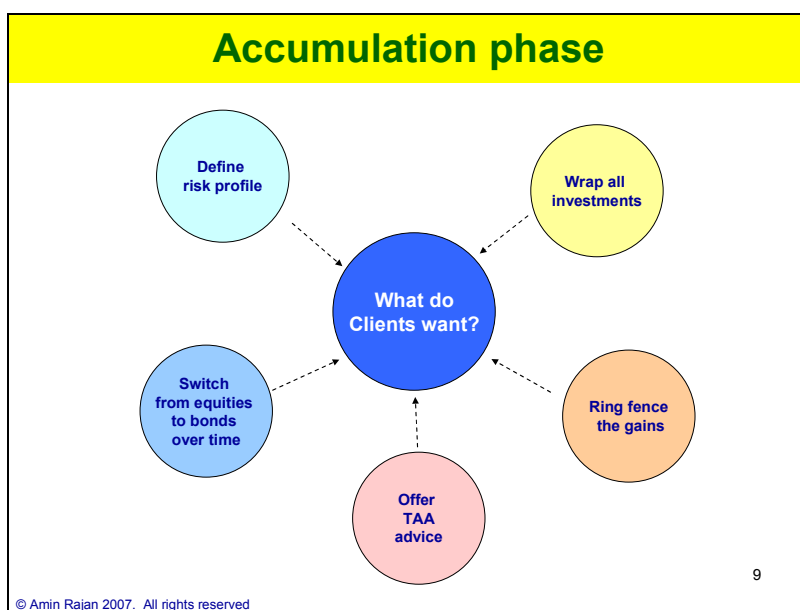 Accumulation phase
Define
risk profile
Wrap all
investments
What do
Clients want?
Switch
from equities
to bonds
over time
Ring fence
the gains
Offer
TAA
advice
9
© Amin Rajan 2007.  All rights reserved